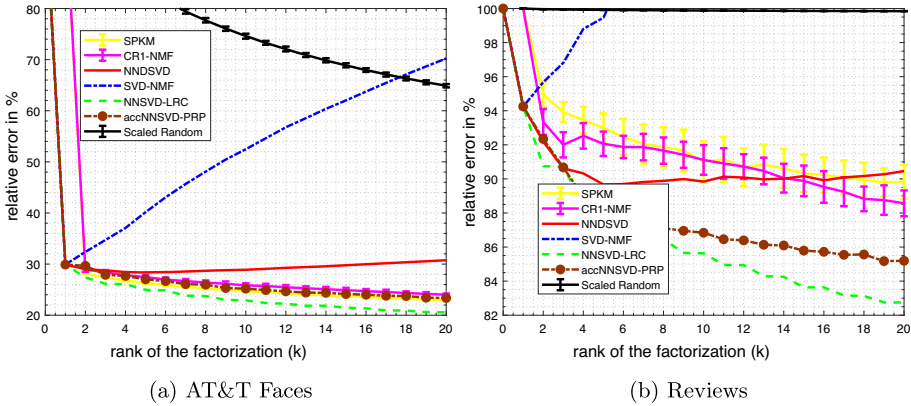 80
70
60
50
40
30
20
relative error in %
SPKM
CR1-NMF
NNDSVD
SVD-NMF
NNSVD-LRC
accNNSVD-PRP
Scaled Random
0 2 4 6 8 10 12 14 16 18 20
rank of the factorization (k)
(a) AT&T Faces
100
98
96
94
92
90
88
86
84
82
relative error in %
SPKM
CR1-NMF
NNDSVD
SVD-NMF
NNSVD-LRC
accNNSVD-PRP
Scaled Random
0 2 4 6 8 10 12 14 16 18 20
rank of the factorization (k)
(b) Reviews